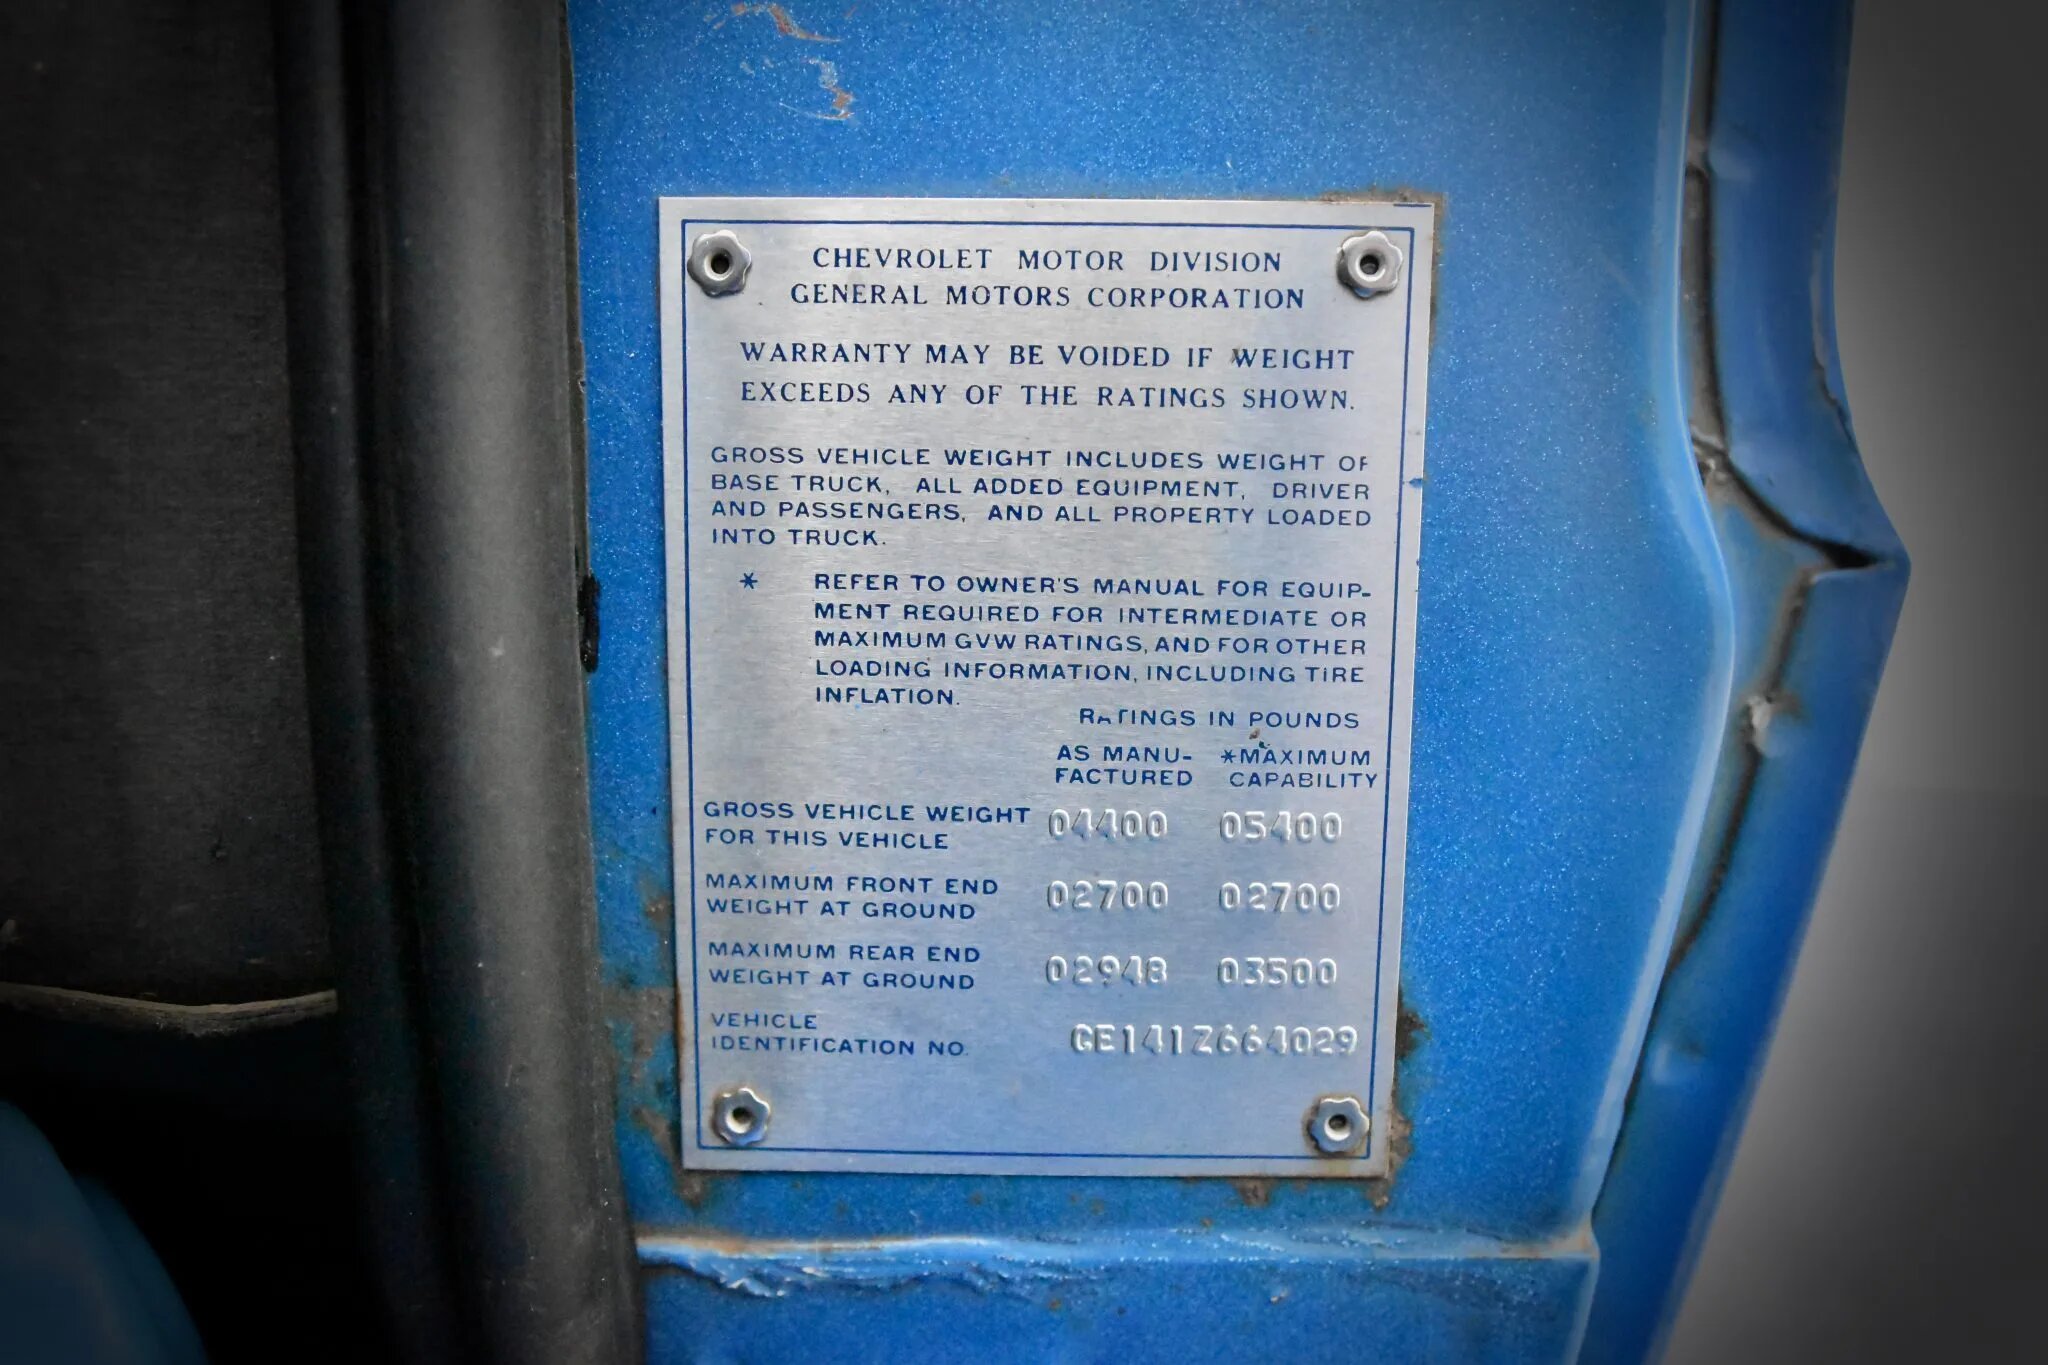 CHEVROLET MOTOR DIVISION
GENERAL MOTORS CORPORATION
WARRANTY MAY BE VOIDED IF WEIGHT
EXCEEDS ANY OF THE RATINGS SHOWN.
GROSS VEHICLE WEIGHT INCLUDES WEIGHT OF
BASE TRUCK, ALL ADDED EQUIPMENT, DRIVER
AND PASSENGERS, AND ALL PROPERTY LOADED
INTO TRUCK.
* REFER TO OWNER'S MANUAL FOR EQUIP-
MENT REQUIRED FOR INTERMEDIATE OR
MAXIMUM GVW RATINGS, AND FOR OTHER
LOADING INFORMATION, INCLUDING TIRE
INFLATION.
RATINGS IN POUNDS
AS MANU- *MAXIMUM
FACTURED CAPABILITY
GROSS VEHICLE WEIGHT 04400 05400
FOR THIS VEHICLE
MAXIMUM FRONT END 02700 02700
WEIGHT AT GROUND
MAXIMUM REAR END 02948 03500
WEIGHT AT GROUND
VEHICLE
IDENTIFICATION NO. CE141Z664029